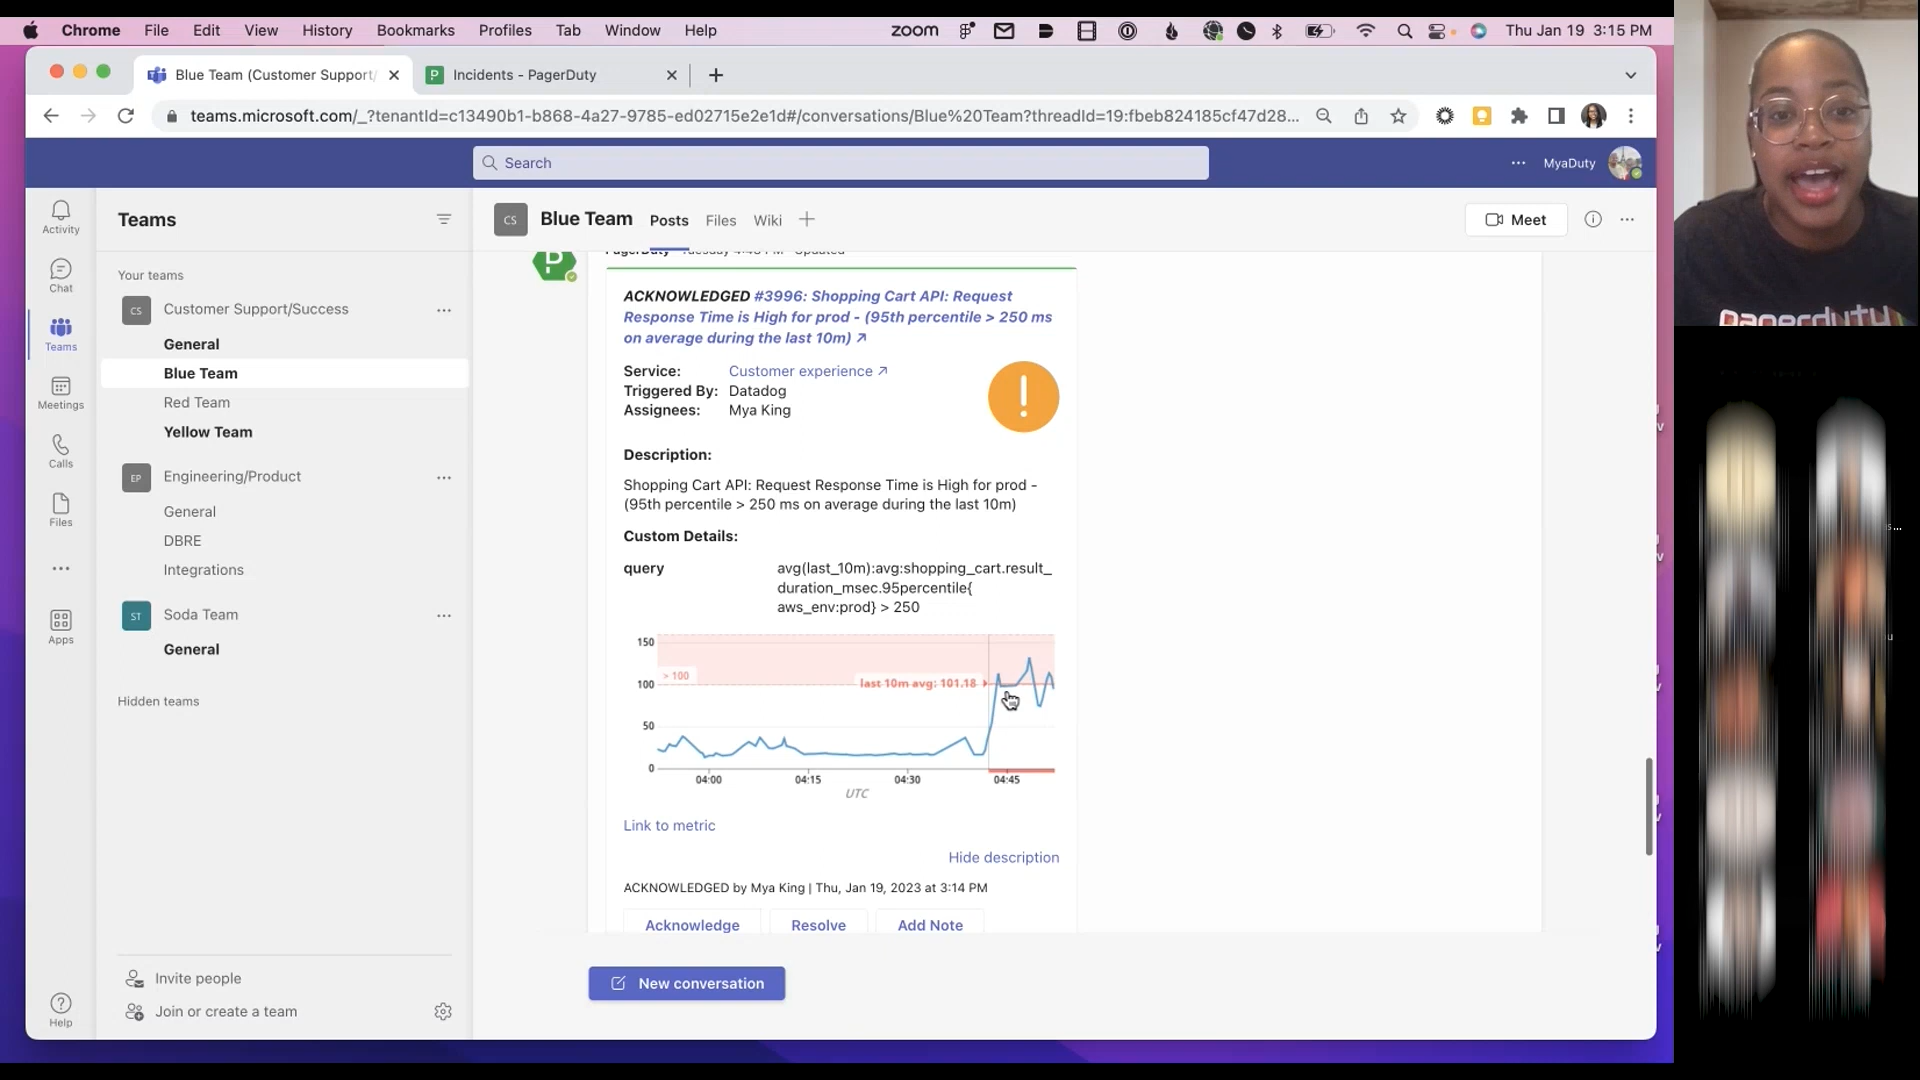 Chrome File Edit View History Bookmarks Profiles Tab Window Help zoom Thu Jan 19 3:15 PM
Blue Team (Customer Support/
Incidents - PagerDuty
teams.microsoft.com/_?tenantId=c13490b1-b868-4a27-9785-ed02715e2e1d#/conversations/Blue%20Team?threadId=19:fbeb824185cf47d28...
Search
MyaDuty
Activity
Chat
Teams
Meetings
Calls
Files
Apps
Help
Teams
Your teams
CS Customer Support/Success
General
Blue Team
Red Team
Yellow Team
EP Engineering/Product
General
DBRE
Integrations
ST Soda Team
General
Hidden teams
Invite people
Join or create a team
CS Blue Team Posts Files Wiki
Meet
ACKNOWLEDGED #3996: Shopping Cart API: Request
Response Time is High for prod - (95th percentile > 250 ms
on average during the last 10m)
Service: Customer experience
Triggered By: Datadog
Assignees: Mya King
Description:
Shopping Cart API: Request Response Time is High for prod -
(95th percentile > 250 ms on average during the last 10m)
Custom Details:
query avg(last_10m):avg:shopping_cart.result_
duration_msec.95percentile{
aws_env:prod} > 250
150
> 100
100
last 10m avg: 101.18
50
0
04:00 04:15 04:30 04:45
UTC
Link to metric
Hide description
ACKNOWLEDGED by Mya King | Thu, Jan 19, 2023 at 3:14 PM
Acknowledge Resolve Add Note
New conversation
pagerduty